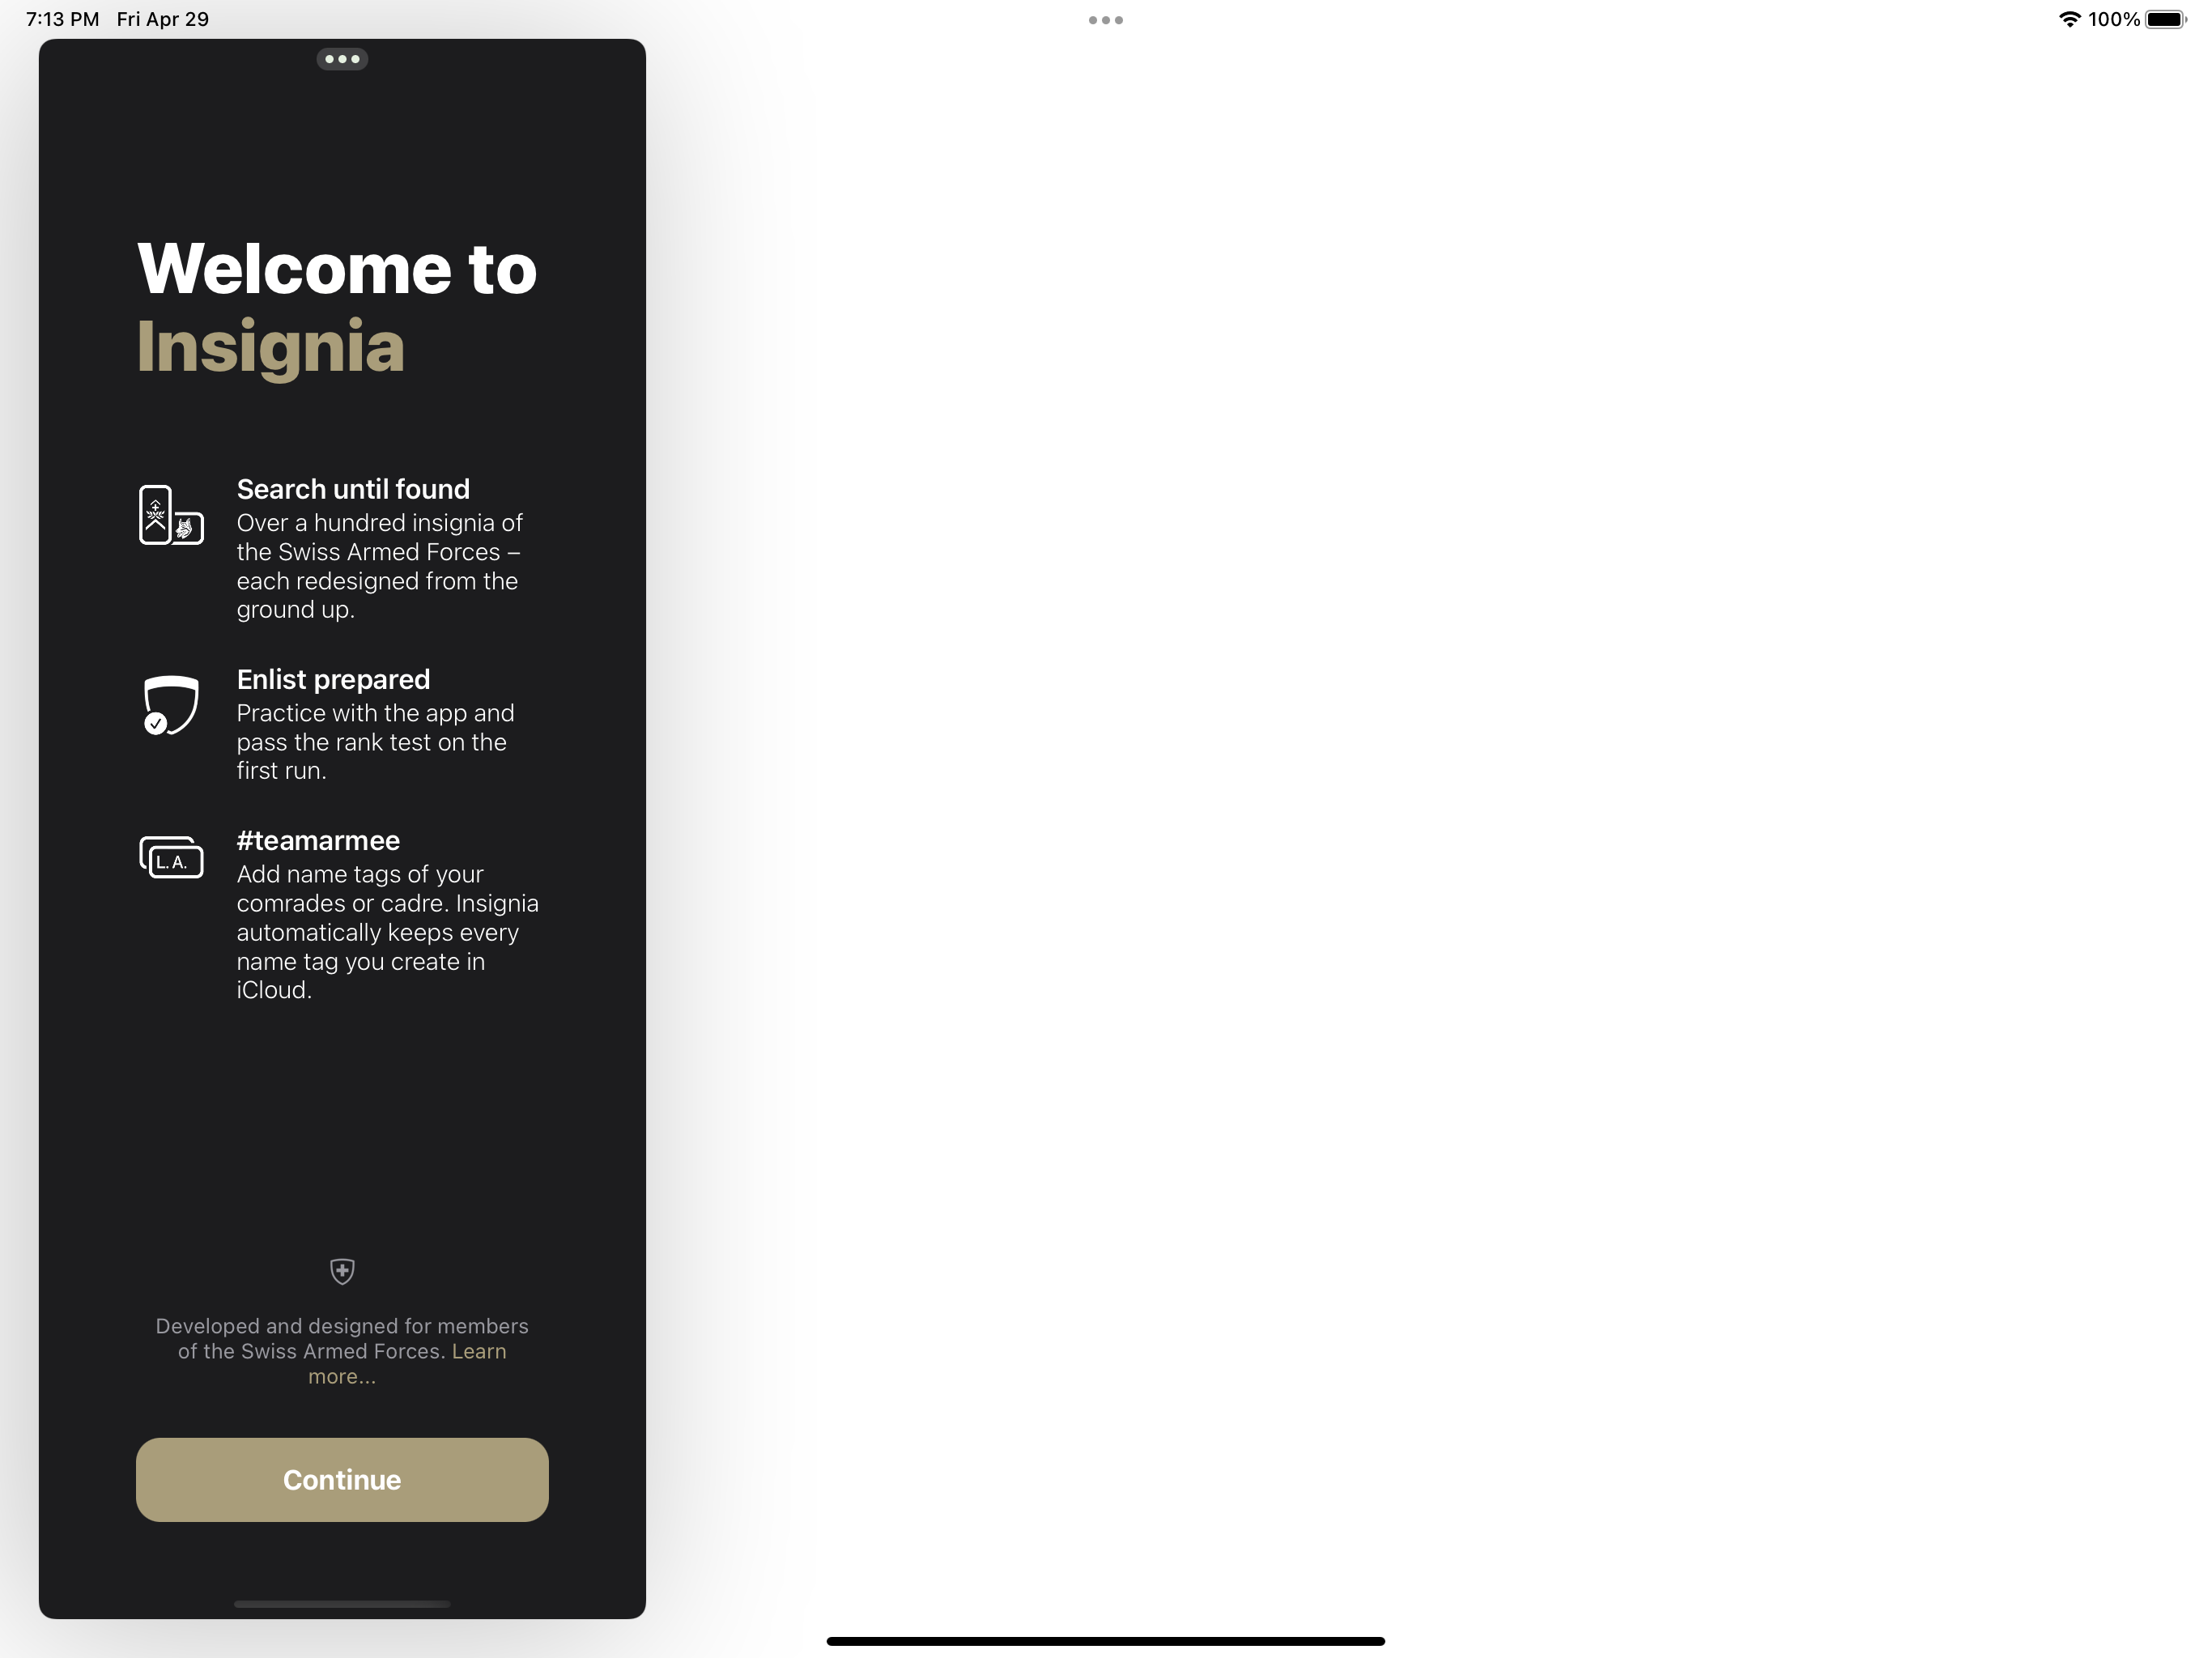 7:13 PM Fri Apr 29
100%
Welcome to
Insignia
Search until found
Over a hundred insignia of
the Swiss Armed Forces –
each redesigned from the
ground up.
Enlist prepared
Practice with the app and
pass the rank test on the
first run.
L. A.
#teamarmee
Add name tags of your
comrades or cadre. Insignia
automatically keeps every
name tag you create in
iCloud.
Developed and designed for members
of the Swiss Armed Forces. Learn
more...
Continue